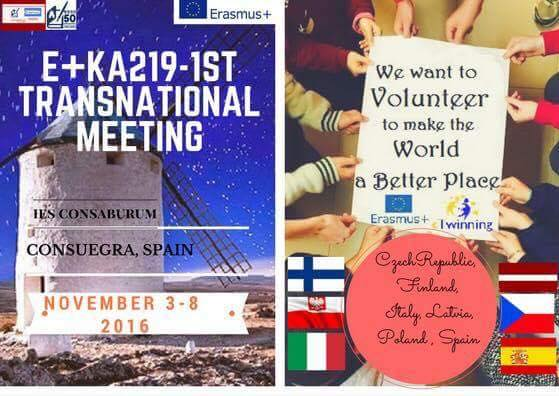 50
Erasmus+
E+KA219-1ST
TRANSNATIONAL
MEETING
IES CONSABURUM
CONSUEGRA, SPAIN
NOVEMBER 3-8
2016
We want to
Volunteer
to make the
World
a Better Place
Erasmus+
eTwinning
CzechRepublic,
Finland,
Italy, Latvia,
Poland , Spain